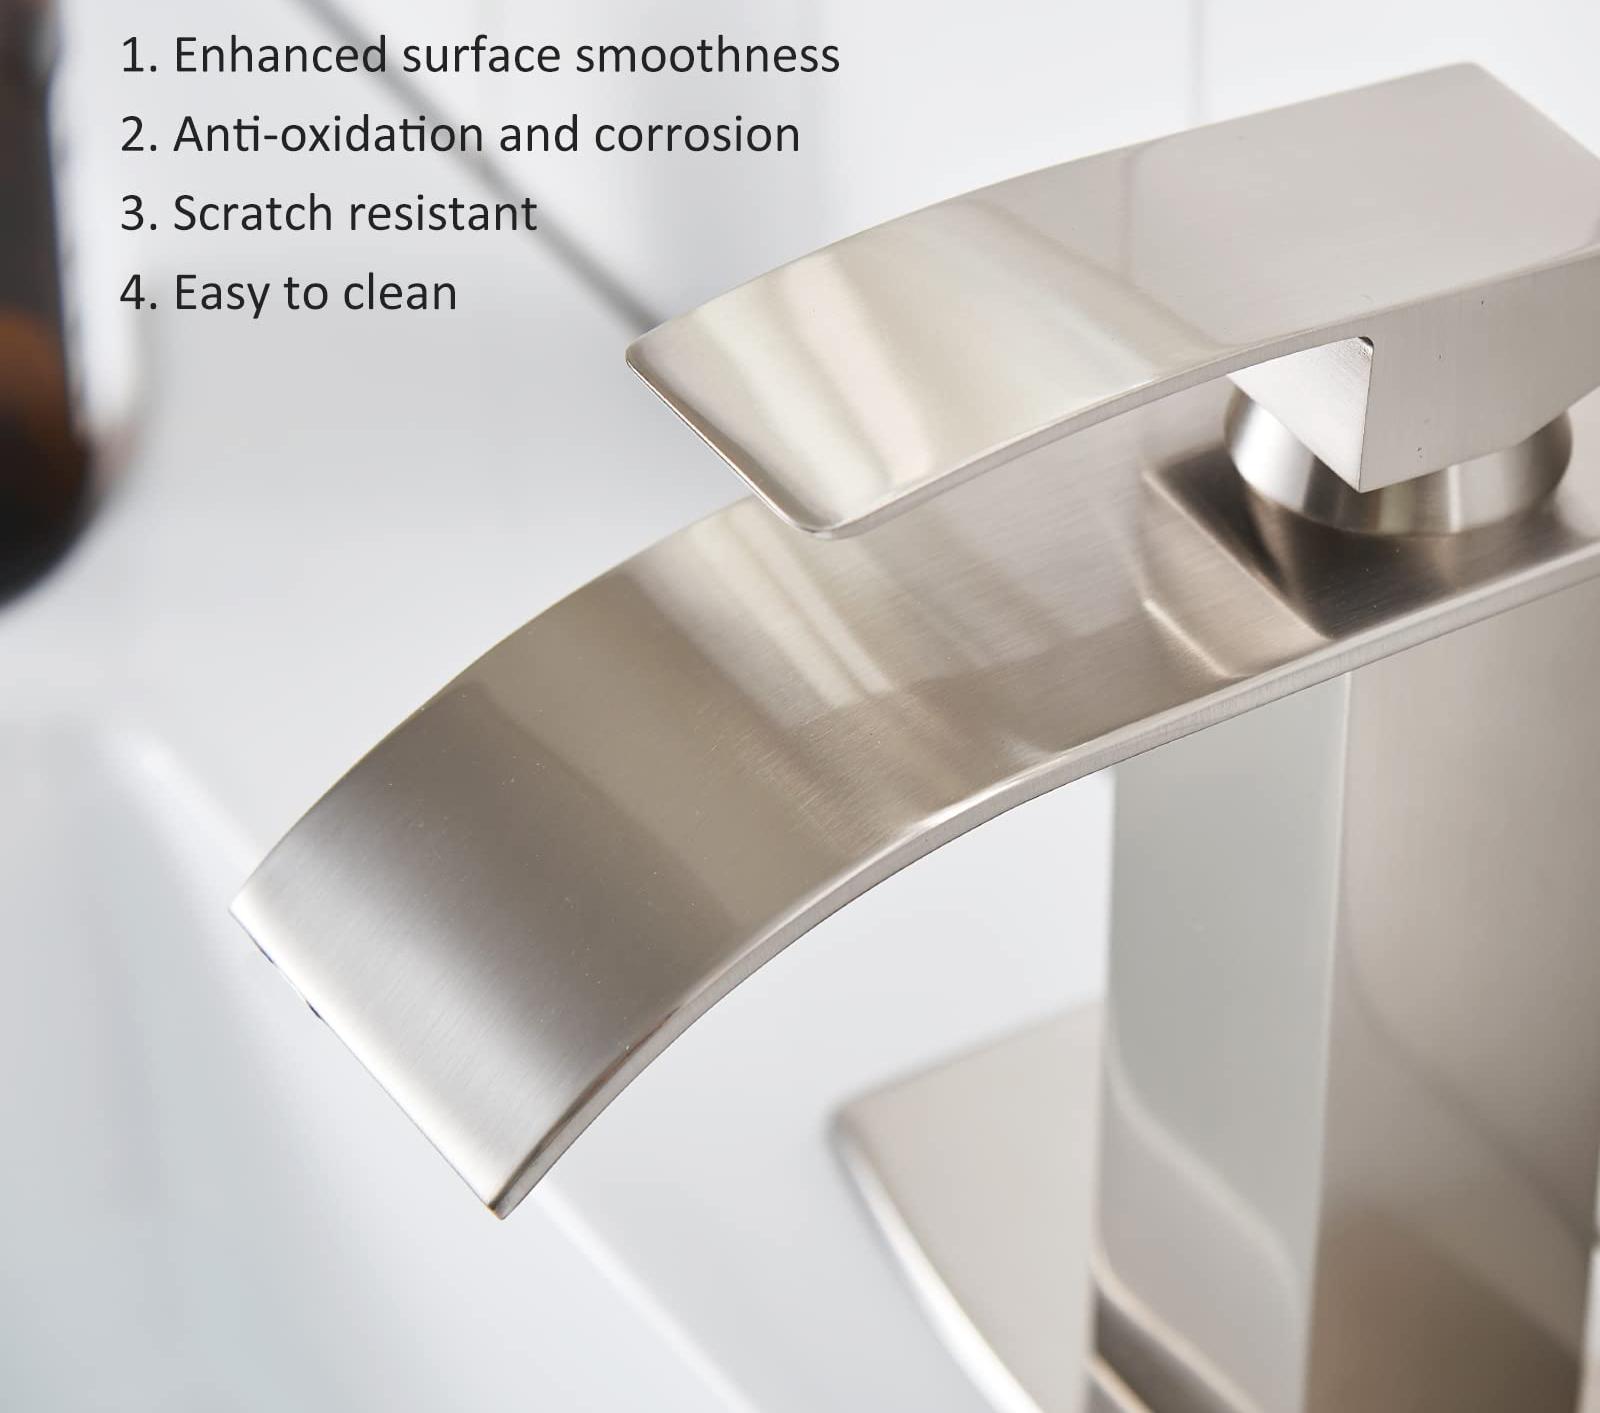 1. Enhanced surface smoothness
2. Anti-oxidation and corrosion
3. Scratch resistant
4. Easy to clean